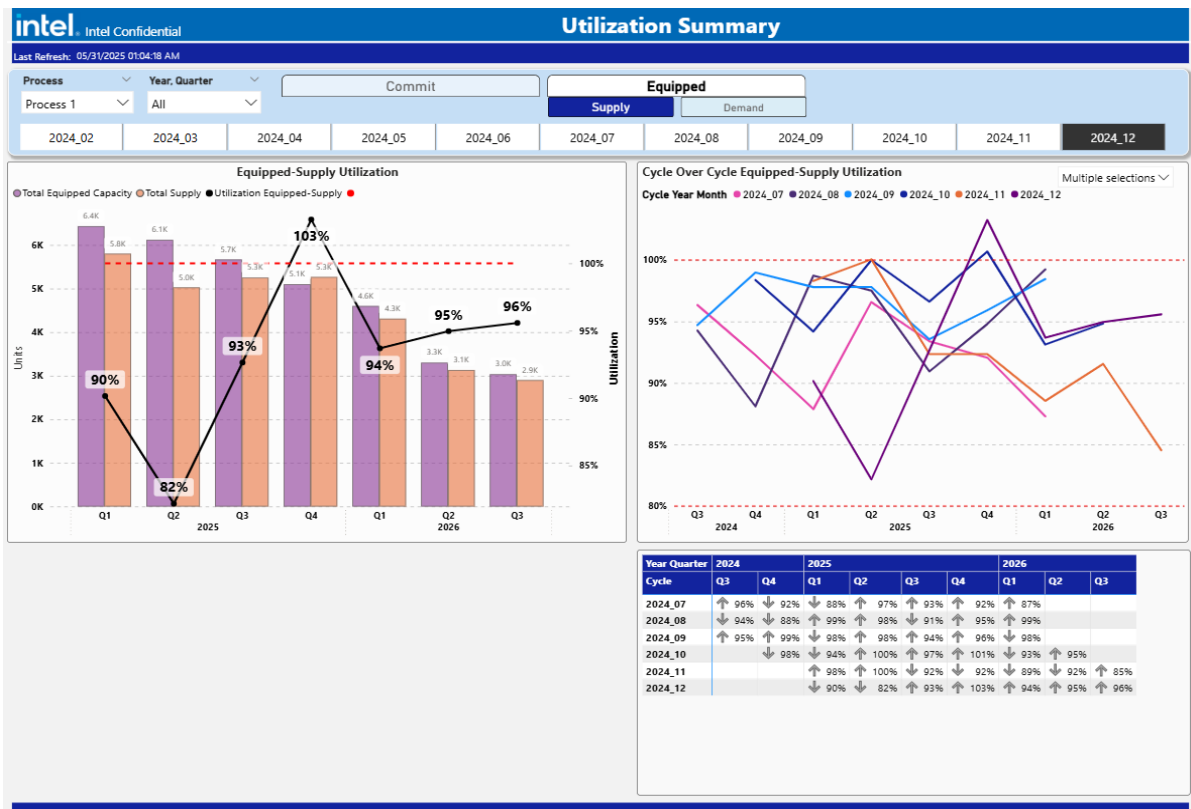 intel. Intel Confidential
Utilization Summary
Last Refresh: 05/31/2025 01:04:18 AM
Process
Year, Quarter
Process 1
All
Commit
Equipped
Supply
Demand
2024_02 2024_03 2024_04 2024_05 2024_06 2024_07 2024_08 2024_09 2024_10 2024_11 2024_12
Equipped-Supply Utilization
Total Equipped Capacity Total Supply Utilization Equipped-Supply
Units
6K
5K
4K
3K
2K
1K
0K
6.4K 5.8K 6.1K 5.0K 5.7K 5.3K 5.1K 5.3K 4.6K 4.3K 3.3K 3.1K 3.0K 2.9K
90% 82% 93% 103% 94% 95% 96%
100%
95%
90%
85%
Utilization
Q1 Q2 Q3 Q4 Q1 Q2 Q3
2025 2026
Cycle Over Cycle Equipped-Supply Utilization
Multiple selections
Cycle Year Month 2024_07 2024_08 2024_09 2024_10 2024_11 2024_12
100%
95%
90%
85%
80%
Q3 Q4 Q1 Q2 Q3 Q4 Q1 Q2 Q3
2024 2025 2026
Year Quarter 2024 2025 2026
Cycle Q3 Q4 Q1 Q2 Q3 Q4 Q1 Q2 Q3
2024_07 96% 92% 88% 97% 93% 92% 87%
2024_08 94% 88% 99% 98% 91% 95% 99%
2024_09 95% 99% 98% 98% 94% 96% 98%
2024_10 98% 94% 100% 97% 101% 93% 95%
2024_11 98% 100% 92% 92% 89% 92% 85%
2024_12 90% 82% 93% 103% 94% 95% 96%